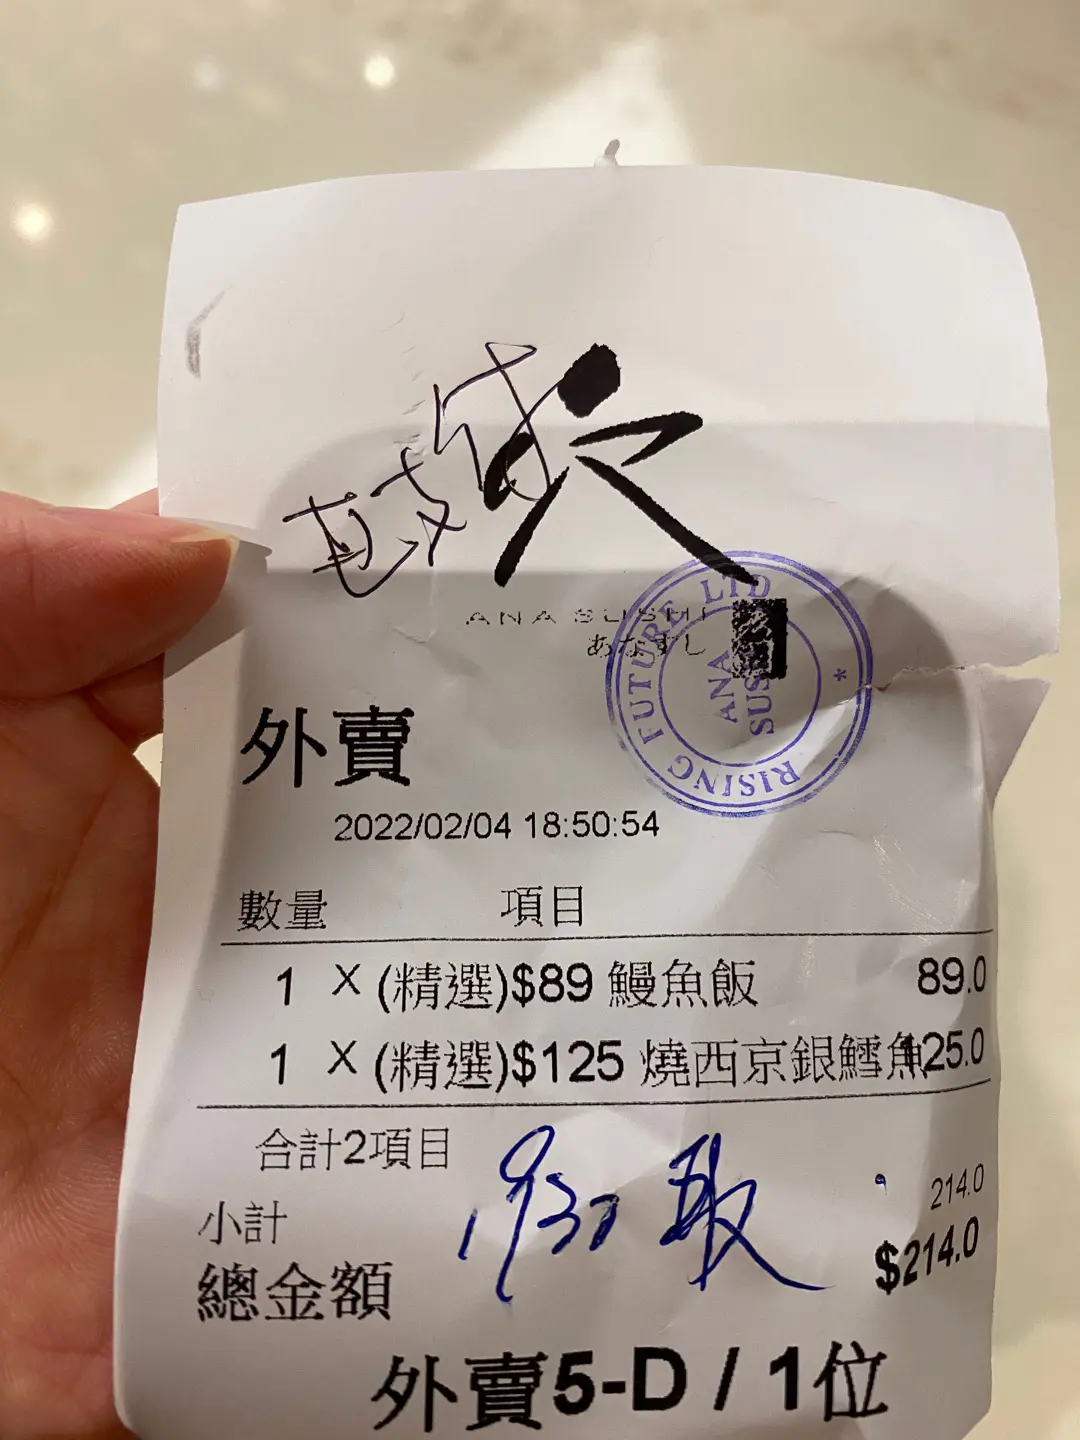 ANA SUSHI
あなずし
RISING FUTURE LTD
ANA
SUS
*
外賣
2022/02/04 18:50:54
數量 項目
1 X (精選)$89 鰻魚飯 89.0
1 X (精選)$125 燒西京銀鱈魚 125.0
合計2項目
小計 214.0
1930 取
總金額 $214.0
外賣5-D / 1位